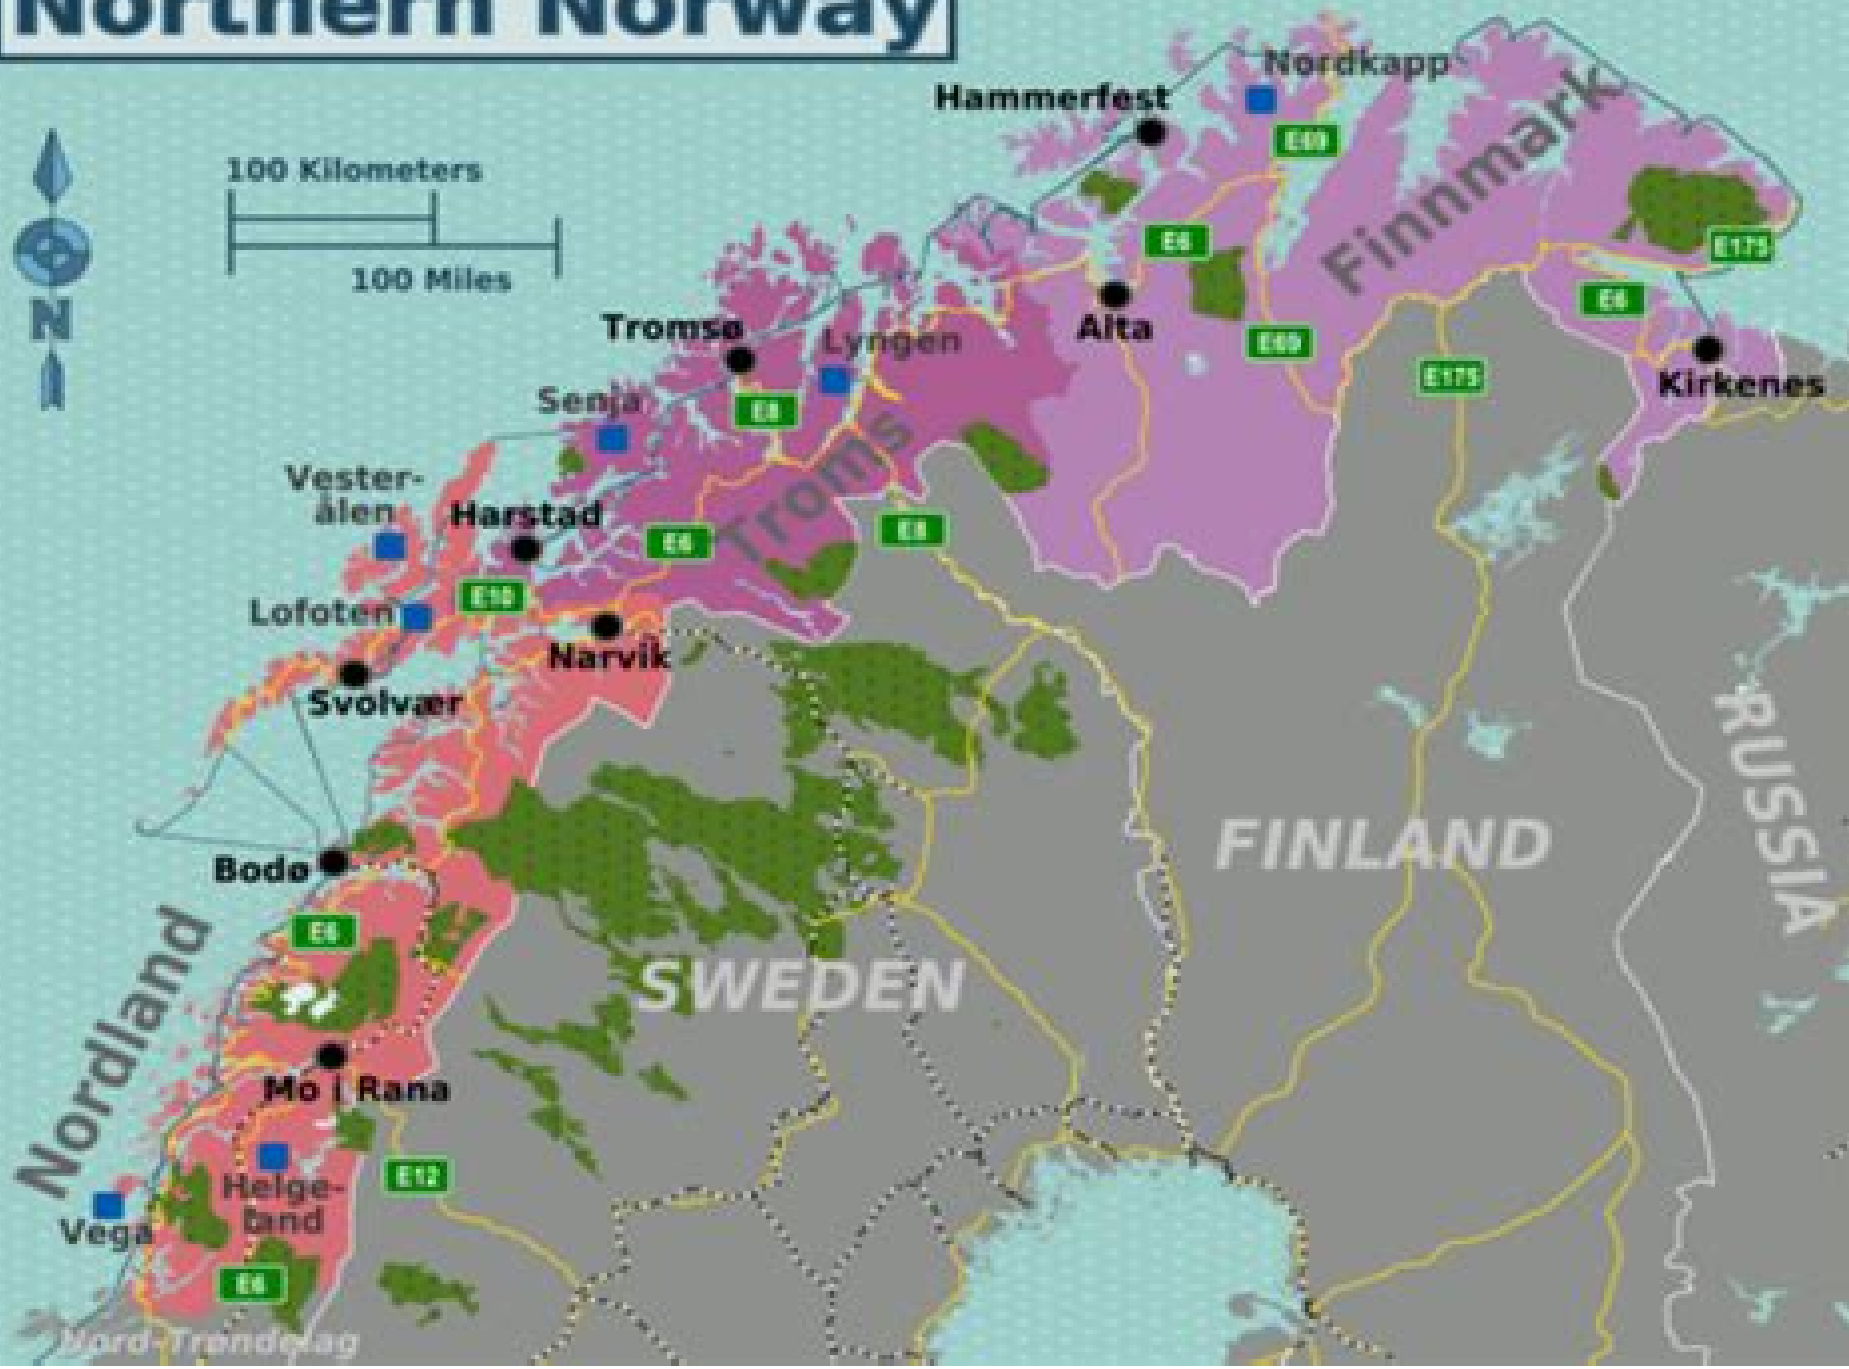 Northern Norway
Nordkapp
Hammerfest
E69
Finnmark
100 Kilometers
E6
E175
100 Miles
N
E6
Tromsø
Alta
Lyngen
E69
Kirkenes
E175
Senja
E8
Troms
Vester-
ålen
Harstad
E6
E8
E10
Lofoten
Narvik
Svolvær
RUSSIA
FINLAND
Bodø
E6
SWEDEN
Nordland
Mo i Rana
E12
Helge-
land
Vega
E6
Nord-Trøndelag